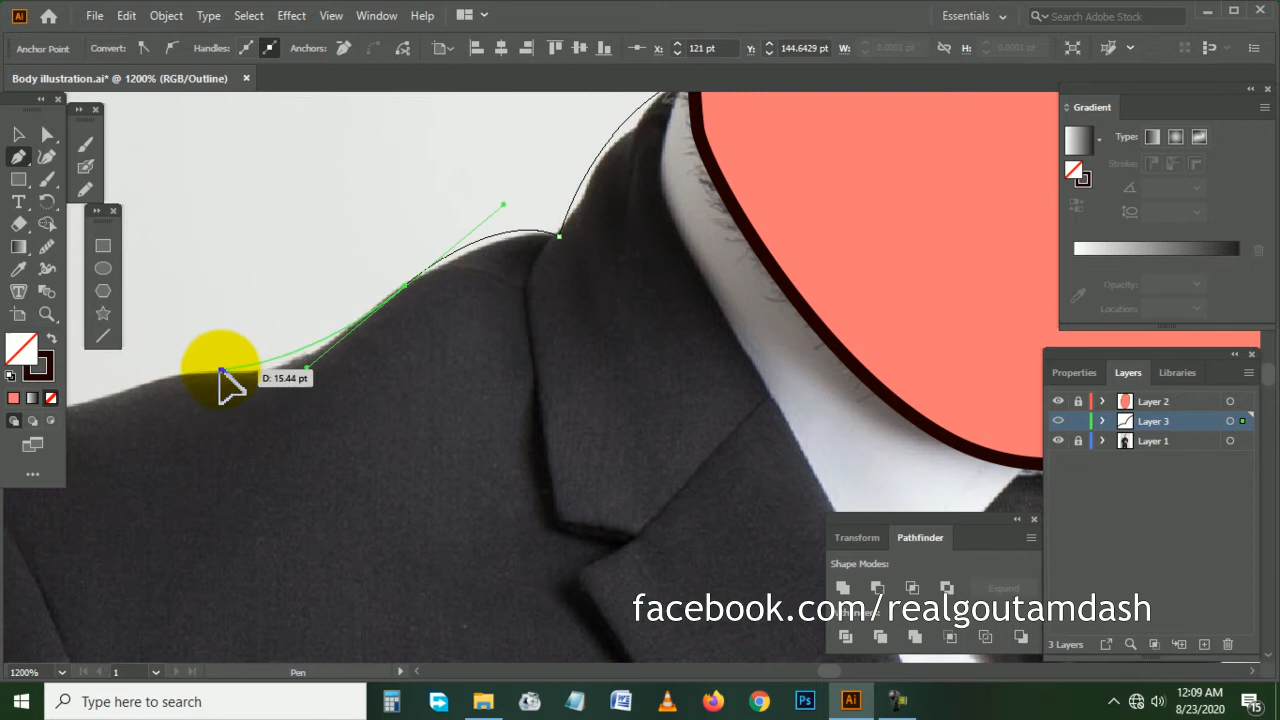 File Edit Object Type Select Effect View Window Help Essentials Search Adobe Stock
Anchor Point Convert: Handles: Anchors: X: 121 pt Y: 144.6429 pt W: 0.0001 pt H: 0.0001 pt
Body illustration.ai* @ 1200% (RGB/Outline)
Gradient
Type:
Stroke:
Opacity:
Location:
D: 15.44 pt
Properties Layers Libraries
Layer 2
Layer 3
Layer 1
Transform Pathfinder
Shape Modes:
Expand
facebook.com/realgoutamdash
3 Layers
1200% 1 Pen
Type here to search
12:09 AM
8/23/2020
15